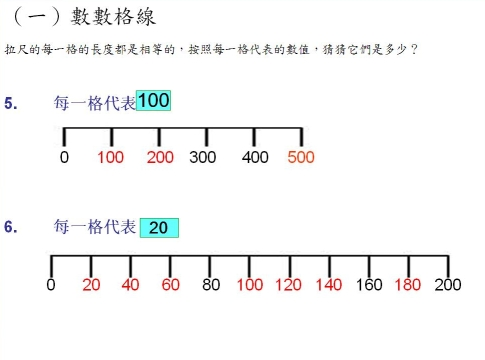 （一）數數格線
拉尺的每一格的長度都是相等的，按照每一格代表的數值，猜猜它們是多少？
5. 每一格代表 100
0 100 200 300 400 500
6. 每一格代表 20
0 20 40 60 80 100 120 140 160 180 200